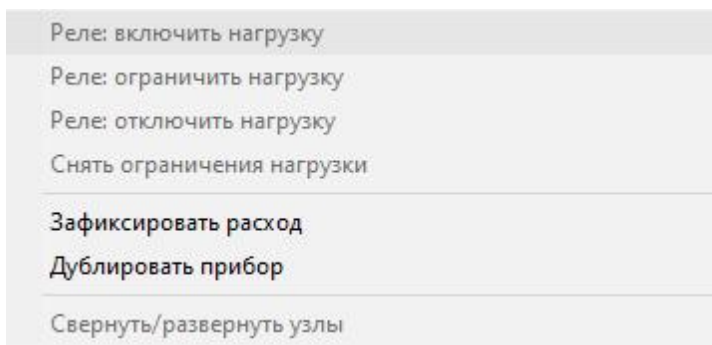 Реле: включить нагрузку
Реле: ограничить нагрузку
Реле: отключить нагрузку
Снять ограничения нагрузки
Зафиксировать расход
Дублировать прибор
Свернуть/развернуть узлы